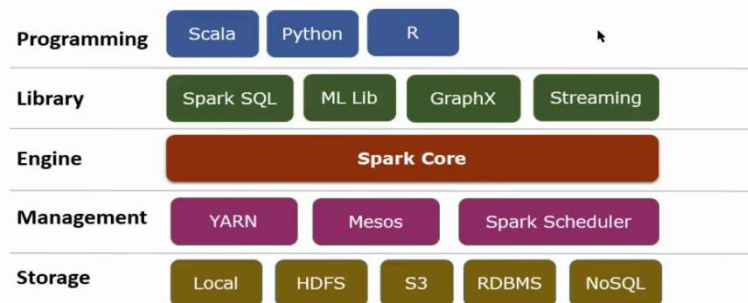 Programming Scala Python R
Library Spark SQL ML Lib GraphX Streaming
Engine Spark Core
Management YARN Mesos Spark Scheduler
Storage Local HDFS S3 RDBMS NoSQL